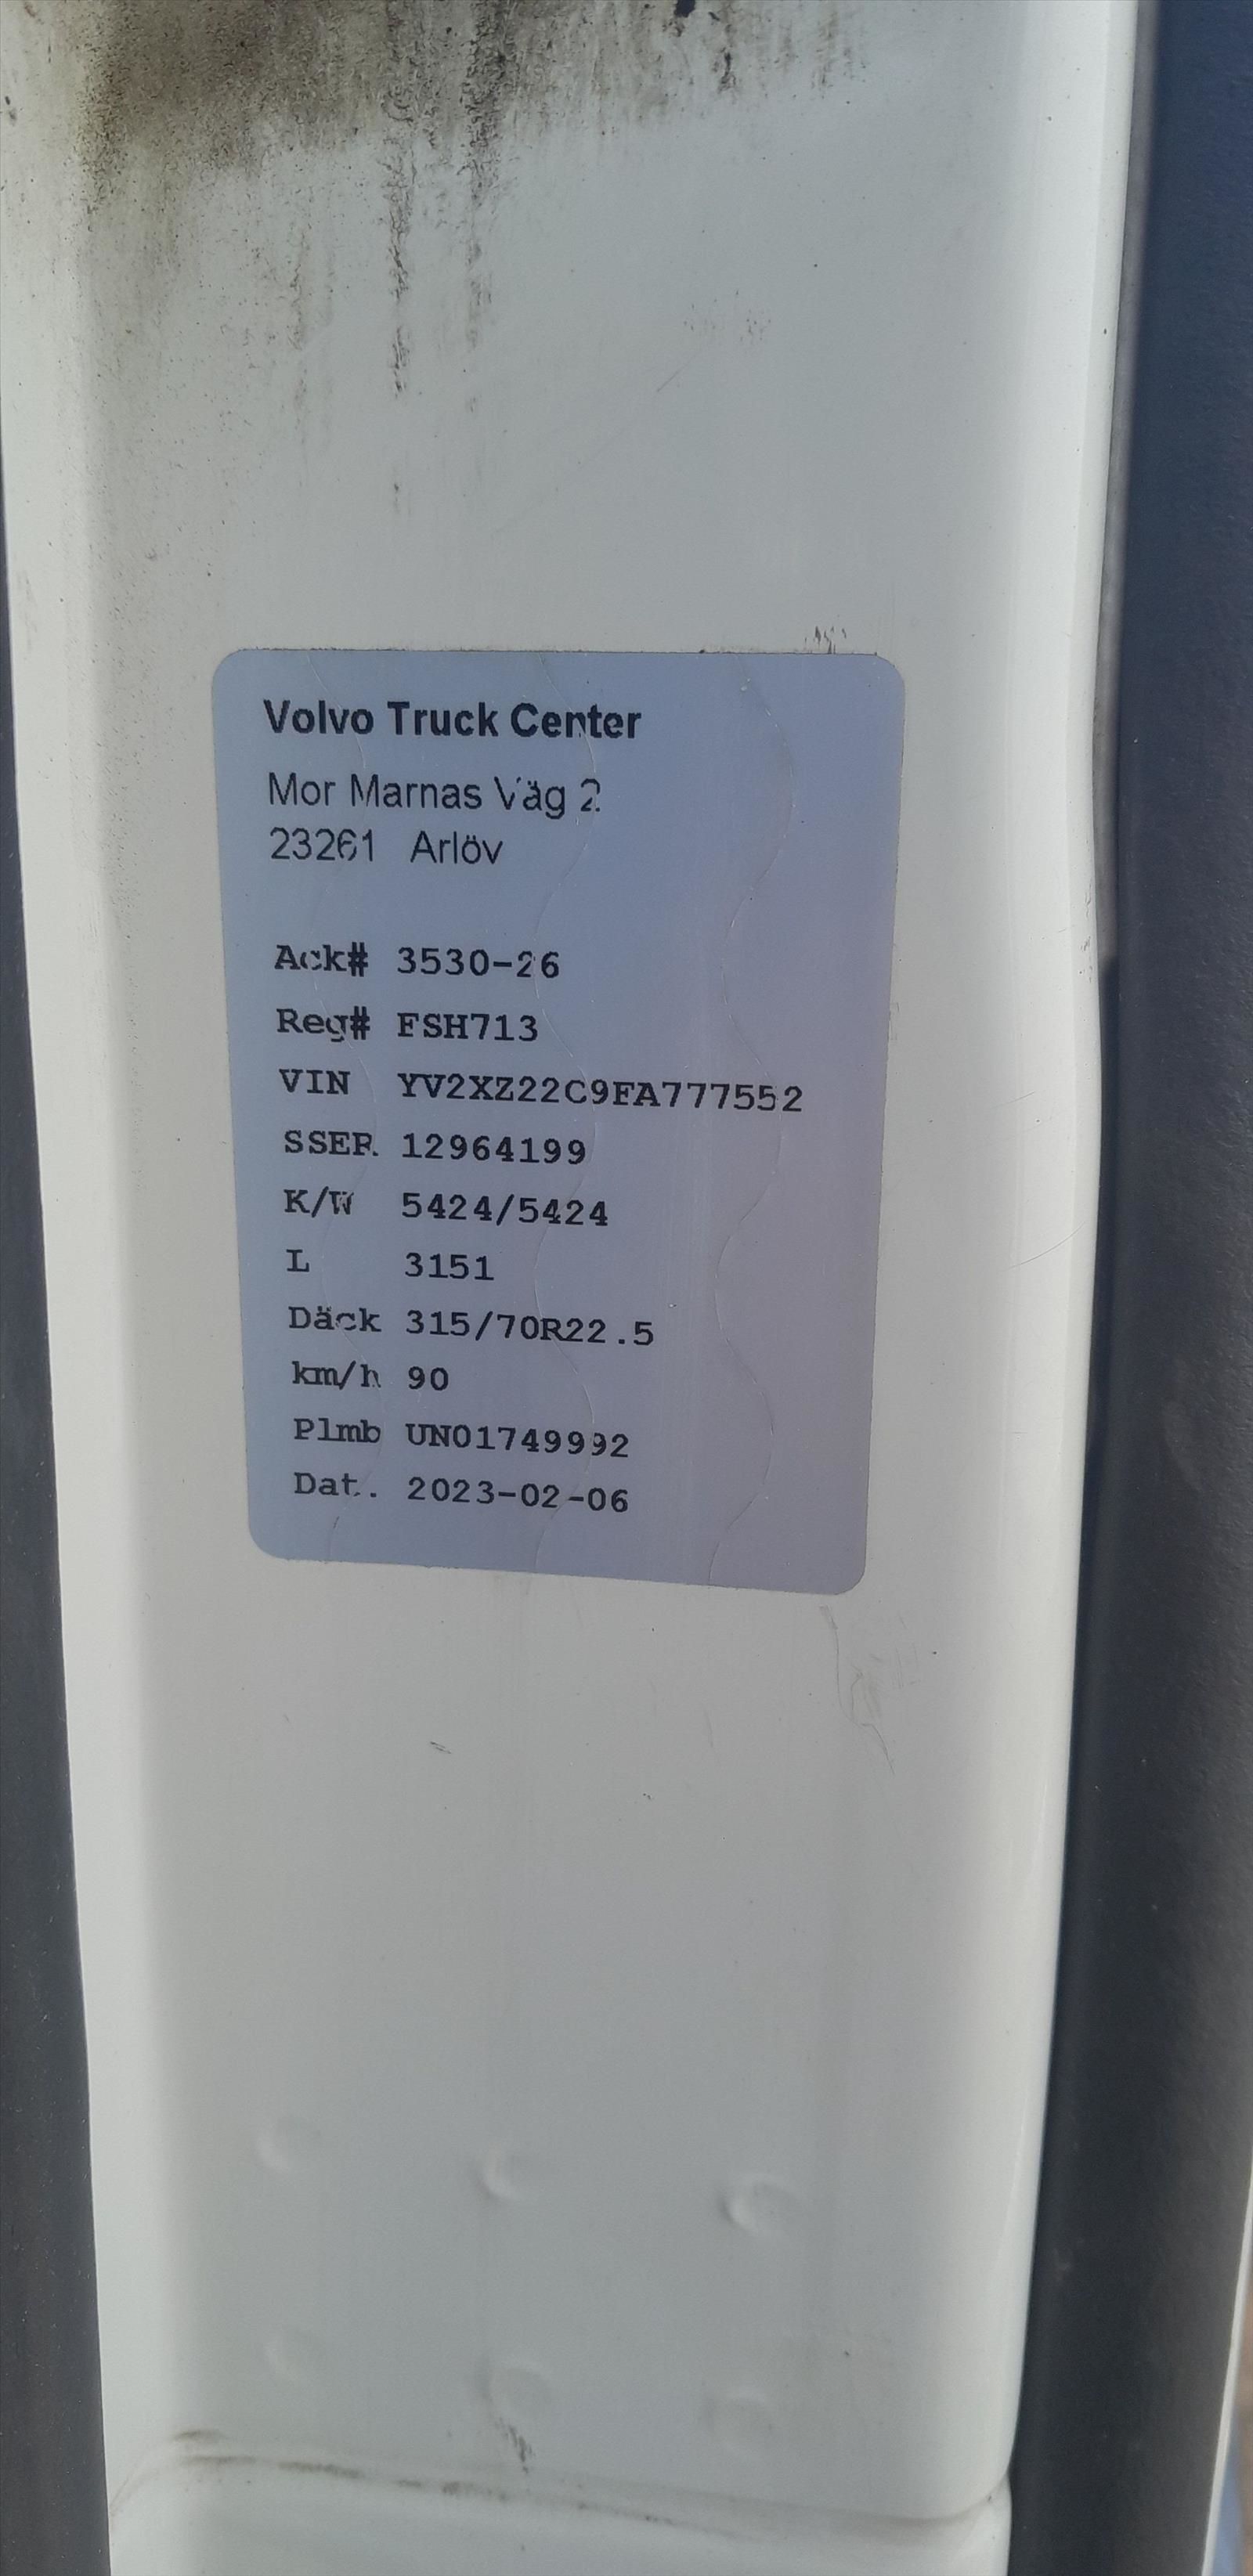 Volvo Truck Center
Mor Marnas Väg 2
23261 Arlöv
Ack# 3530-26
Reg# FSH713
VIN YV2XZ22C9FA777552
SSER. 12964199
K/W 5424/5424
L 3151
Däck 315/70R22.5
km/h 90
Plmb UN01749992
Dat. 2023-02-06